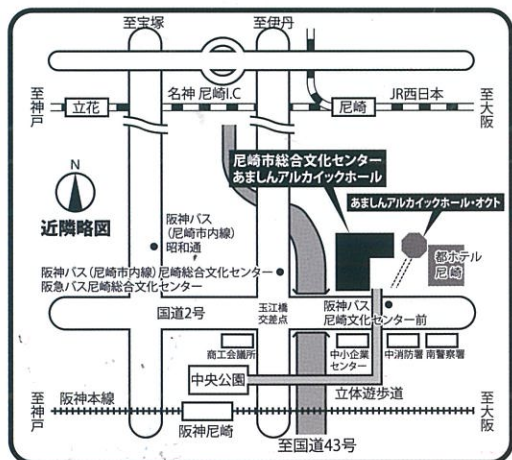 至宝塚
至伊丹
至神戸
立花
名神 尼崎I.C
尼崎
JR西日本
至大阪
N
近隣略図
尼崎市総合文化センター
あましんアルカイックホール
あましんアルカイックホール・オクト
阪神バス
(尼崎市内線)
昭和通
都ホテル
尼崎
阪神バス(尼崎市内線)尼崎総合文化センター
阪急バス尼崎総合文化センター
国道2号
玉江橋
交差点
阪神バス
尼崎文化センター前
商工会議所
中小企業
センター
中消防署
南警察署
中央公園
立体遊歩道
至神戸
阪神本線
阪神尼崎
至大阪
至国道43号